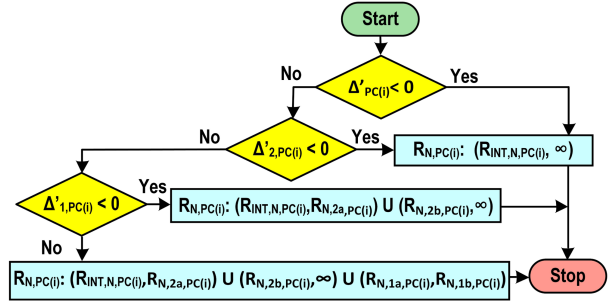 Start
Δ'PC(i)< 0
No
Yes
Δ'2,PC(i) < 0
No
Yes
RN,PC(i): (RINT,N,PC(i), ∞)
Δ'1,PC(i) < 0
Yes
No
RN,PC(i): (RINT,N,PC(i),RN,2a,PC(i)) U (RN,2b,PC(i),∞)
RN,PC(i): (RINT,N,PC(i),RN,2a,PC(i)) U (RN,2b,PC(i),∞) U (RN,1a,PC(i),RN,1b,PC(i))
Stop